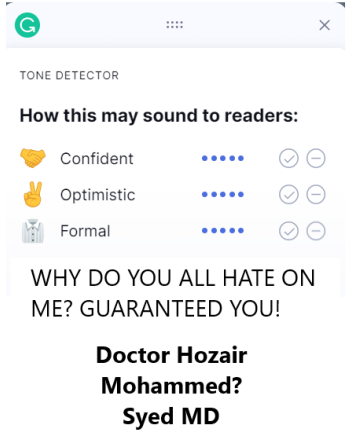 TONE DETECTOR
How this may sound to readers:
Confident
Optimistic
Formal
WHY DO YOU ALL HATE ON
ME? GUARANTEED YOU!
Doctor Hozair
Mohammed?
Syed MD